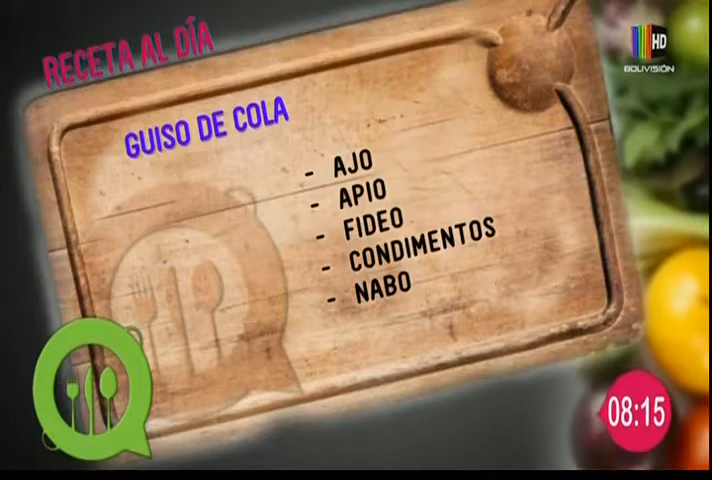 RECETA AL DÍA
HD
BOLIVISIÓN
GUISO DE COLA
- AJO
- APIO
- FIDEO
- CONDIMENTOS
- NABO
08:15